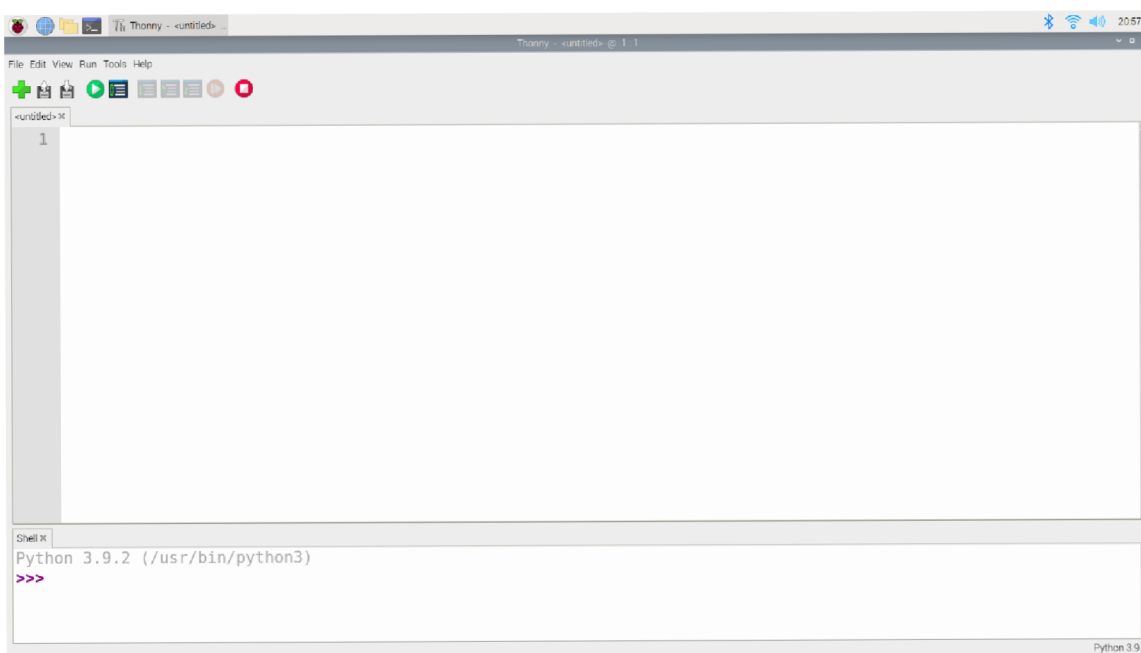 Thonny - <untitled> ...
20:57
Thonny - <untitled> @ 1 : 1
File Edit View Run Tools Help
<untitled>
1
Shell
Python 3.9.2 (/usr/bin/python3)
>>>
Python 3.9